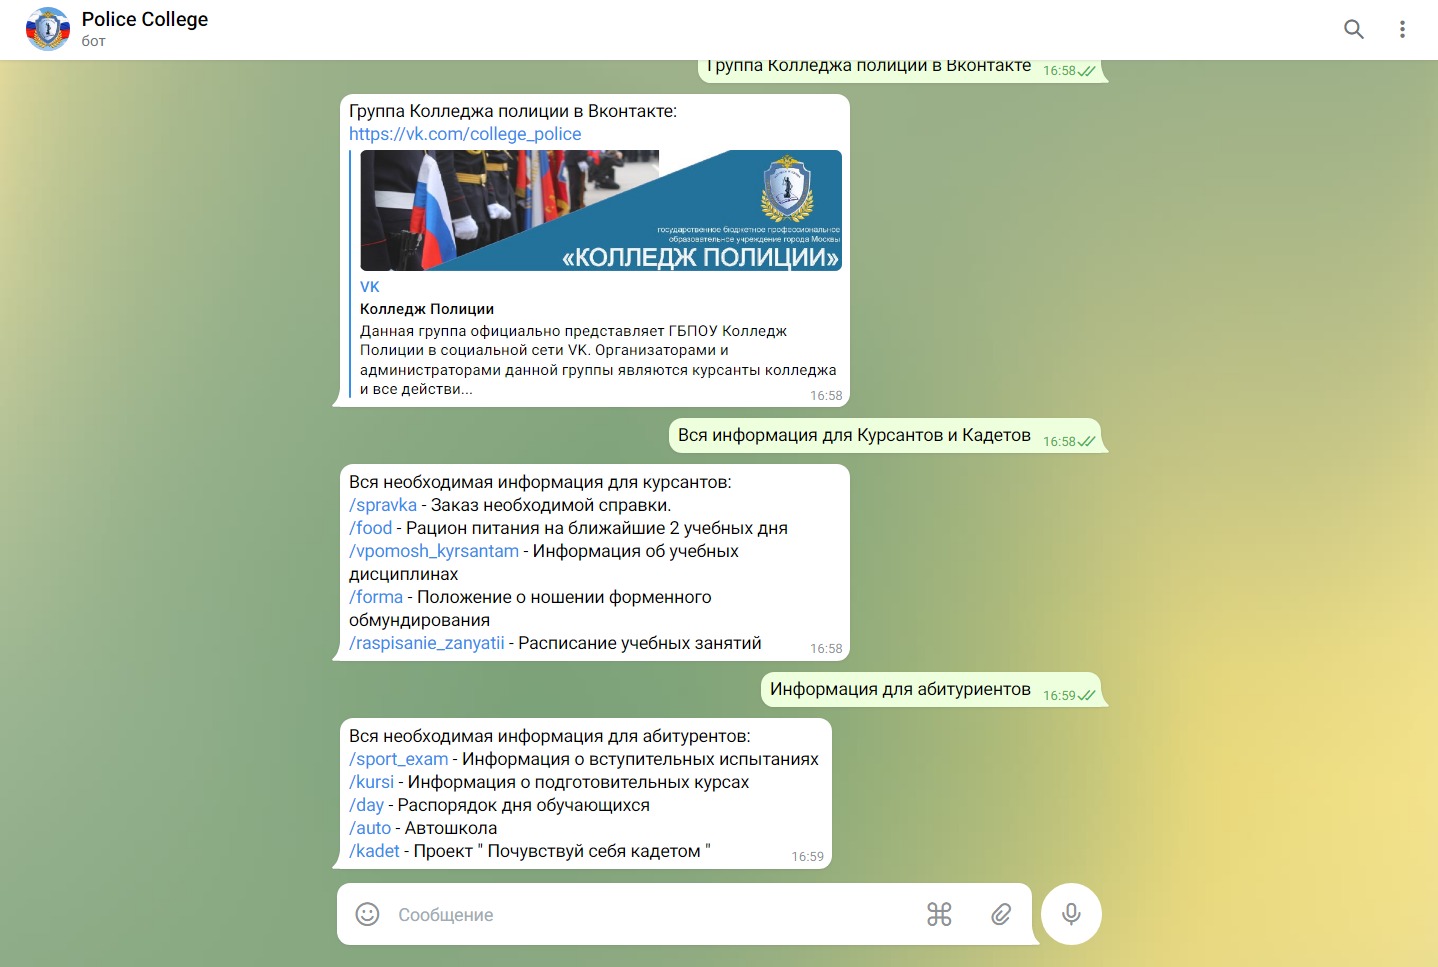 Police College
бот
Группа Колледжа полиции в Вконтакте 16:58
Группа Колледжа полиции в Вконтакте:
https://vk.com/college_police
государственное бюджетное профессиональное
образовательное учреждение города Москвы
«КОЛЛЕДЖ ПОЛИЦИИ»
VK
Колледж Полиции
Данная группа официально представляет ГБПОУ Колледж
Полиции в социальной сети VK. Организаторами и
администраторами данной группы являются курсанты колледжа
и все действи...
16:58
Вся информация для Курсантов и Кадетов 16:58
Вся необходимая информация для курсантов:
/spravka - Заказ необходимой справки.
/food - Рацион питания на ближайшие 2 учебных дня
/vpomosh_kyrsantam - Информация об учебных
дисциплинах
/forma - Положение о ношении форменного
обмундирования
/raspisanie_zanyatii - Расписание учебных занятий 16:58
Информация для абитуриентов 16:59
Вся необходимая информация для абитурентов:
/sport_exam - Информация о вступительных испытаниях
/kursi - Информация о подготовительных курсах
/day - Распорядок дня обучающихся
/auto - Автошкола
/kadet - Проект " Почувствуй себя кадетом " 16:59
Сообщение